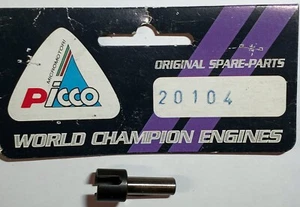 MICROMOTORI
PICCO
ORIGINAL SPARE-PARTS
20104
WORLD CHAMPION ENGINES